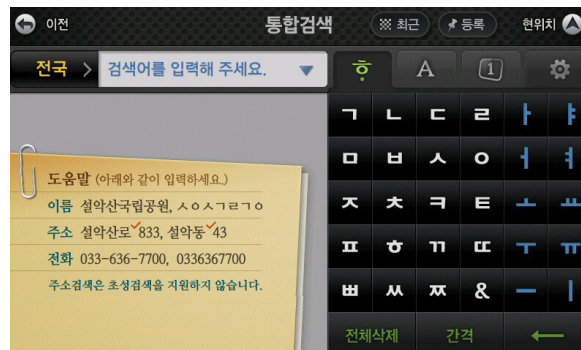 이전 통합검색 ※ 최근 등록 현위치
전국 > 검색어를 입력해 주세요. ▼ ㅎ A 1
ㄱ ㄴ ㄷ ㄹ ㅏ ㅑ
ㅁ ㅂ ㅅ ㅇ ㅓ ㅕ
ㅈ ㅊ ㅋ ㅌ ㅗ ㅛ
ㅍ ㅎ ㄲ ㄸ ㅜ ㅠ
ㅃ ㅆ ㅉ & ㅡ ㅣ
전체삭제 간격 ←
도움말 (아래와 같이 입력하세요.)
이름 설악산국립공원, ㅅㅇㅅㄱㄹㄱㅇ
주소 설악산로✓833, 설악동✓43
전화 033-636-7700, 0336367700
주소검색은 초성검색을 지원하지 않습니다.